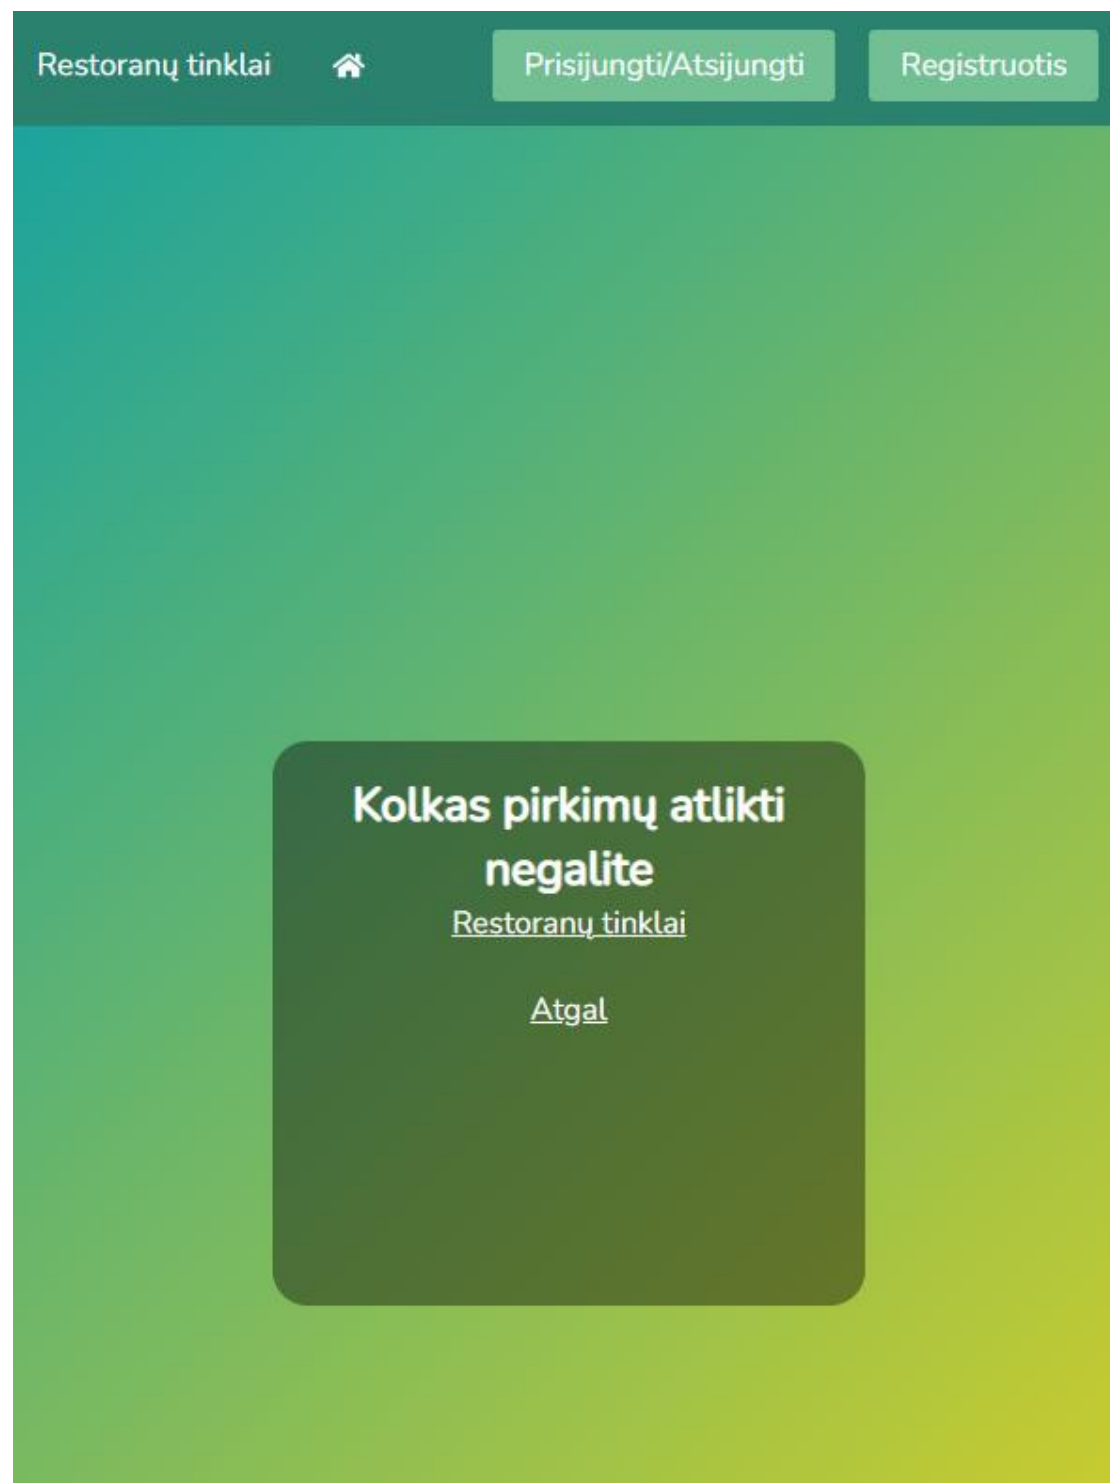 Restoranų tinklai
Prisijungti/Atsijungti
Registruotis
Kolkas pirkimų atlikti
negalite
Restoranų tinklai
Atgal